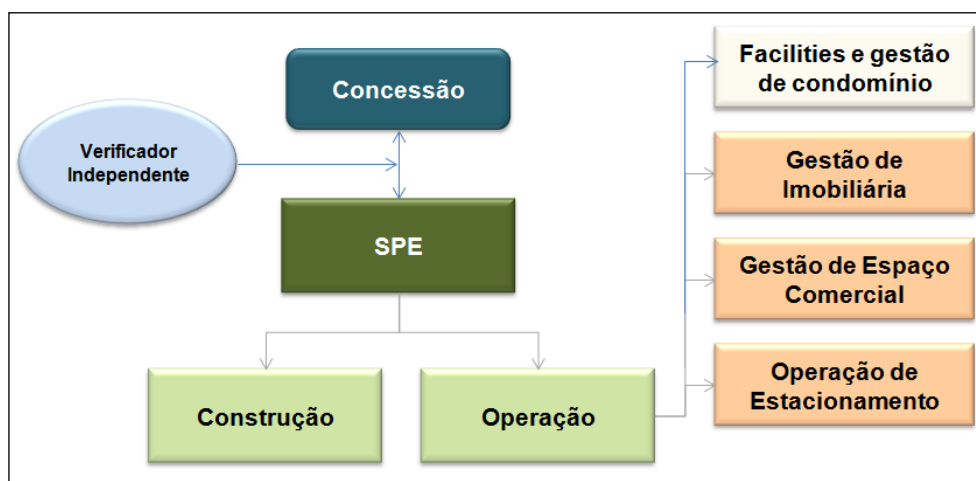 Concessão
Verificador
Independente
SPE
Construção
Operação
Facilities e gestão
de condomínio
Gestão de
Imobiliária
Gestão de Espaço
Comercial
Operação de
Estacionamento